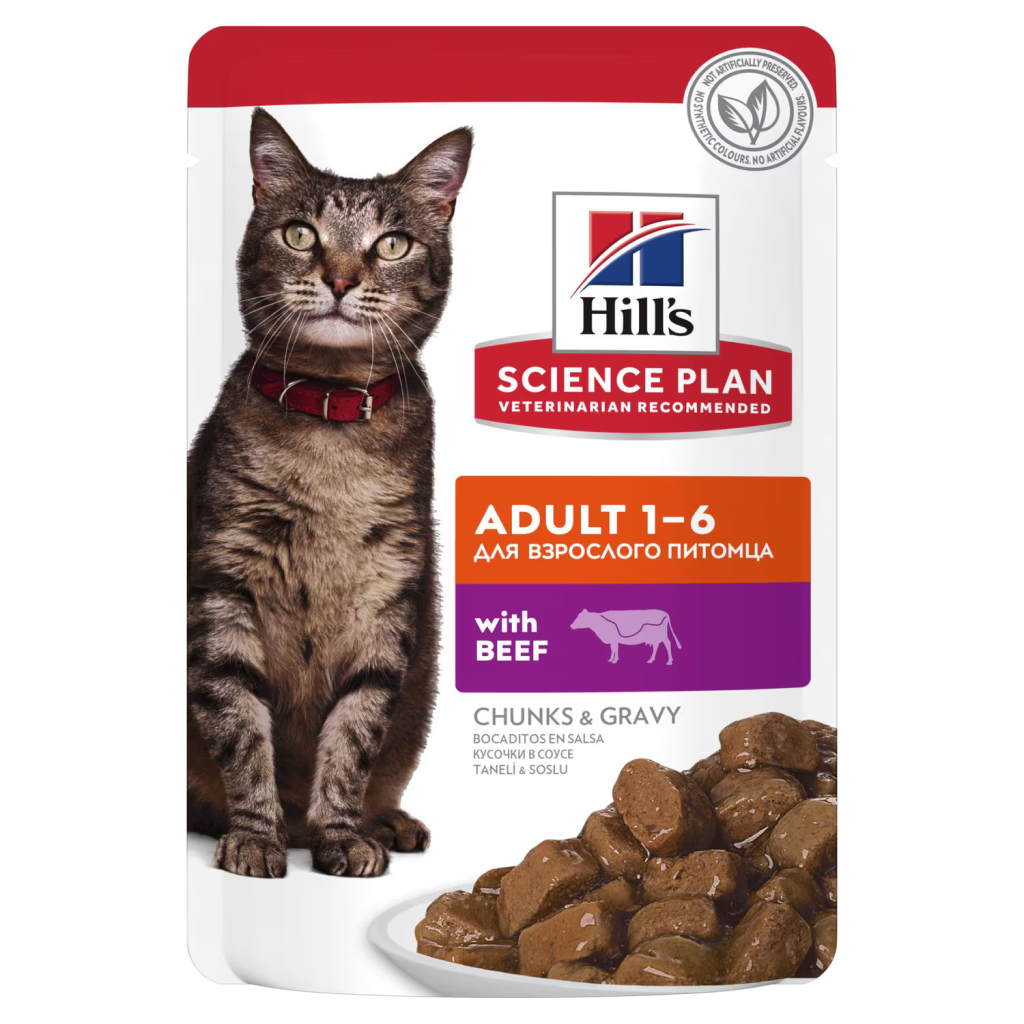 NOT ARTIFICIALLY PRESERVED.
NO SYNTHETIC COLOURS. NO ARTIFICIAL FLAVOURS.
Hill's
SCIENCE PLAN
VETERINARIAN RECOMMENDED
ADULT 1–6
ДЛЯ ВЗРОСЛОГО ПИТОМЦА
with
BEEF
CHUNKS & GRAVY
BOCADITOS EN SALSA
КУСОЧКИ В СОУСЕ
TANELİ & SOSLU